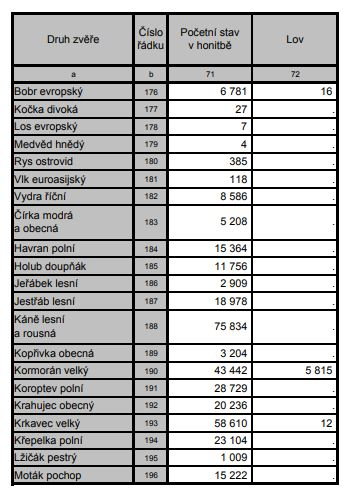 Druh zvěře Číslo řádku Početní stav v honitbě Lov
a b 71 72
Bobr evropský 176 6 781 16
Kočka divoká 177 27 .
Los evropský 178 7 .
Medvěd hnědý 179 4 .
Rys ostrovid 180 385 .
Vlk euroasijský 181 118 .
Vydra říční 182 8 586 .
Čírka modrá a obecná 183 5 208 .
Havran polní 184 15 364 .
Holub doupňák 185 11 756 .
Jeřábek lesní 186 2 909 .
Jestřáb lesní 187 18 978 .
Káně lesní a rousná 188 75 834 .
Kopřivka obecná 189 3 204 .
Kormorán velký 190 43 442 5 815
Koroptev polní 191 28 729 .
Krahujec obecný 192 20 236 .
Krkavec velký 193 58 610 12
Křepelka polní 194 23 104 .
Lžičák pestrý 195 1 009 .
Moták pochop 196 15 222 .